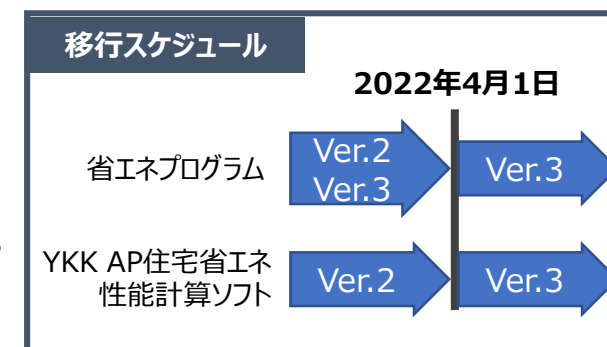 移行スケジュール
2022年4月1日
省エネプログラム
Ver.2
Ver.3
Ver.3
YKK AP住宅省エネ
性能計算ソフト
Ver.2
Ver.3